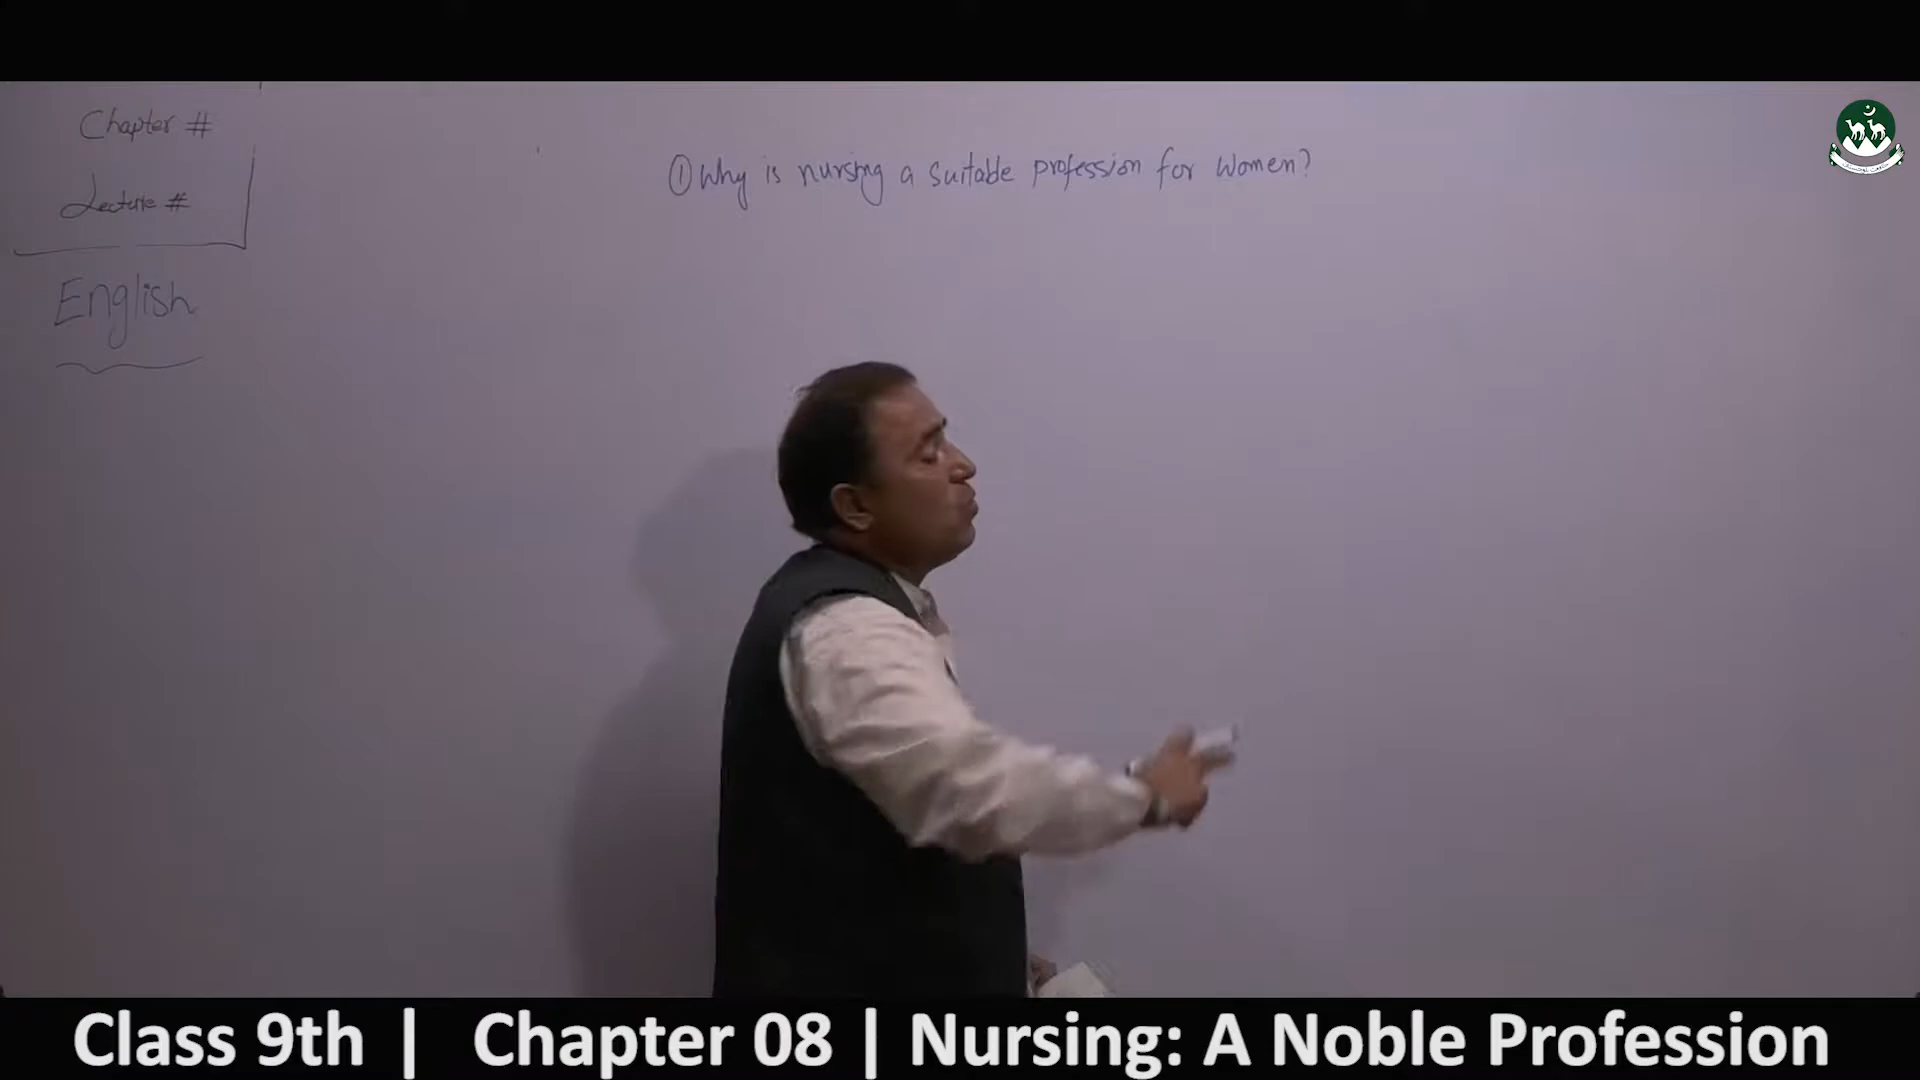 Chapter #
Lecture #
English
① Why is nursing a suitable profession for women?
Class 9th | Chapter 08 | Nursing: A Noble Profession